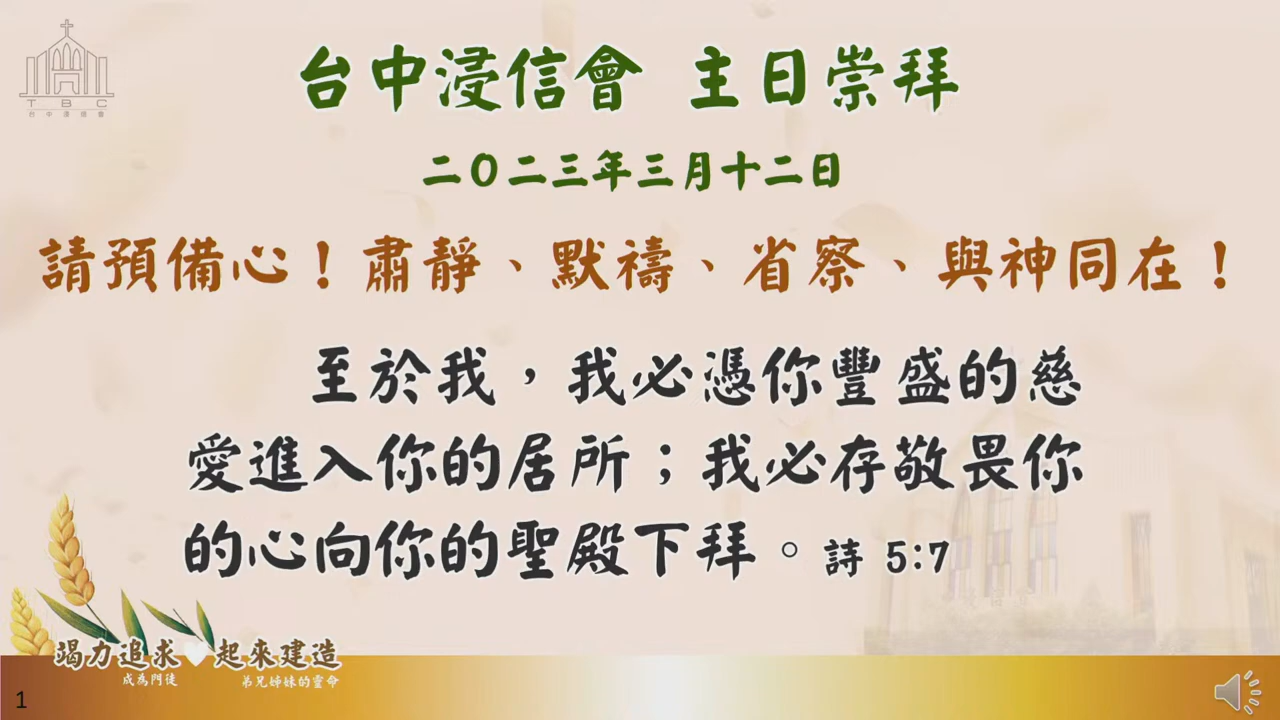 TBC
台中浸信會
台中浸信會 主日崇拜
二〇二三年三月十二日
請預備心！肅靜、默禱、省察、與神同在！
至於我，我必憑你豐盛的慈
愛進入你的居所；我必存敬畏你
的心向你的聖殿下拜。詩 5:7
竭力追求 起來建造
成為門徒 弟兄姊妹的靈命
1